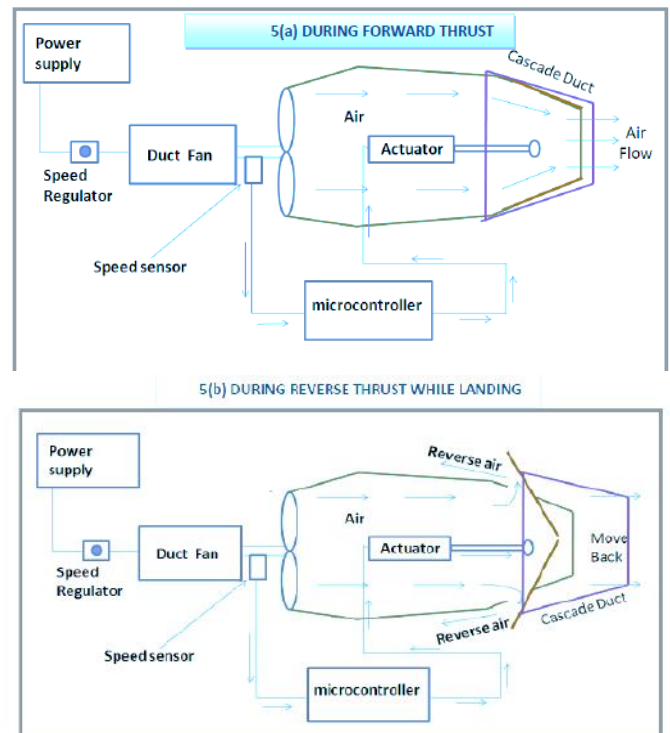 5(a) DURING FORWARD THRUST
Power
supply
Cascade Duct
Air
Duct Fan
Actuator
Air
Flow
Speed
Regulator
Speed sensor
microcontroller
5(b) DURING REVERSE THRUST WHILE LANDING
Power
supply
Reverse air
Air
Duct Fan
Actuator
Move
Back
Speed
Regulator
Cascade Duct
Reverse air
Speed sensor
microcontroller